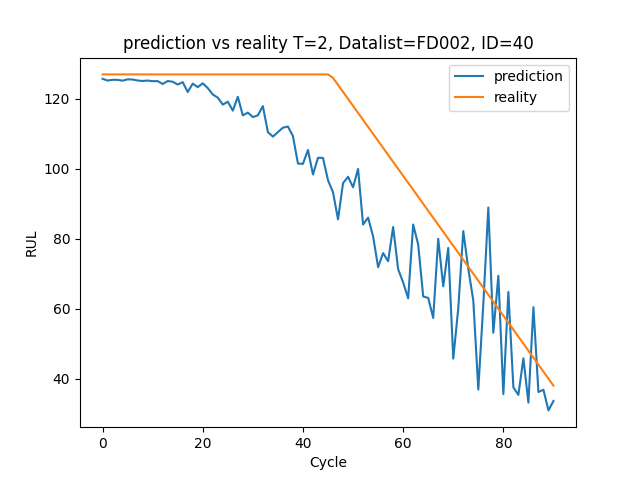 prediction vs reality T=2, Datalist=FD002, ID=40
prediction
reality
RUL
120
100
80
60
40
0 20 40 60 80
Cycle